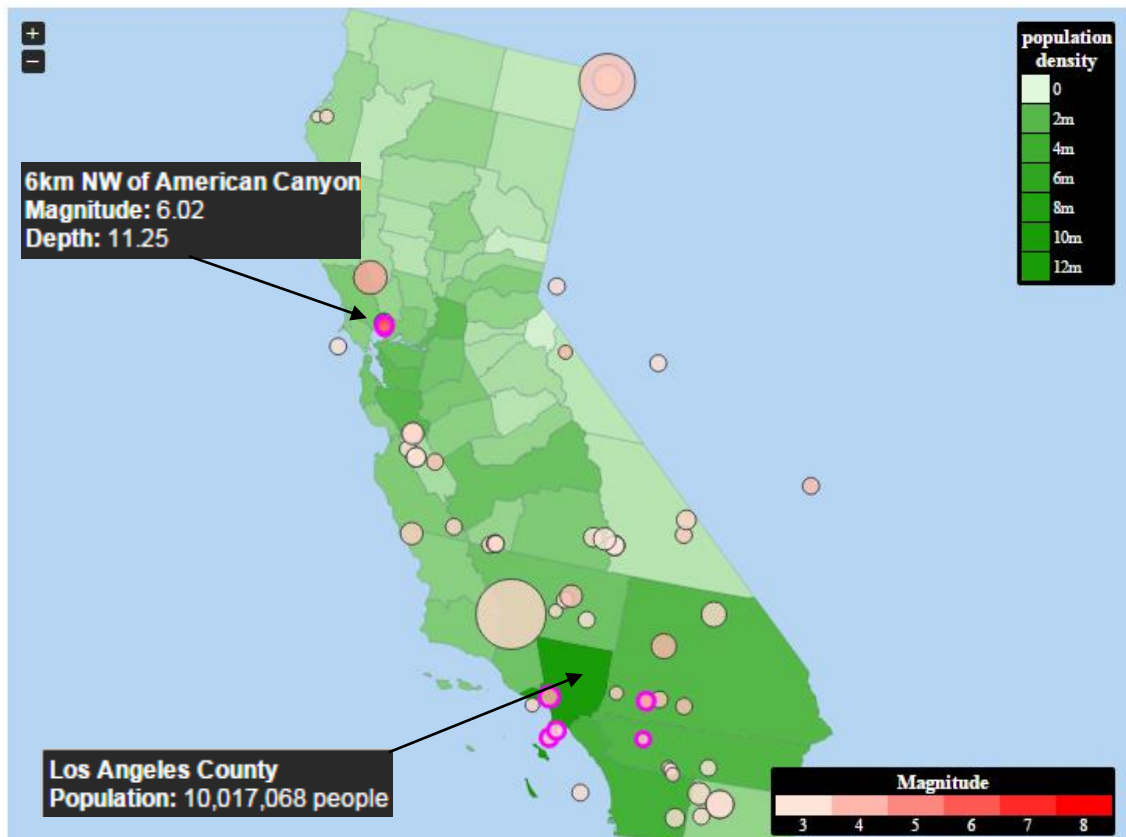 +
−
population
density
0
2m
4m
6m
8m
10m
12m
6km NW of American Canyon
Magnitude: 6.02
Depth: 11.25
Los Angeles County
Population: 10,017,068 people
Magnitude
3 4 5 6 7 8